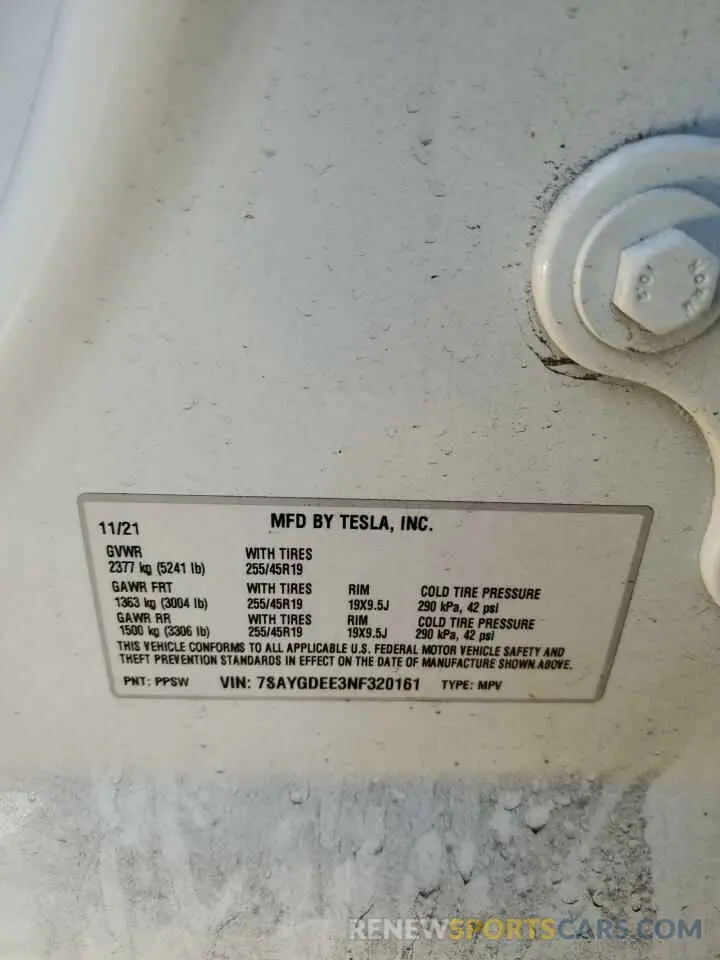 11/21 MFD BY TESLA, INC.
GVWR WITH TIRES
2377 kg (5241 lb) 255/45R19
GAWR FRT WITH TIRES RIM COLD TIRE PRESSURE
1363 kg (3004 lb) 255/45R19 19X9.5J 290 kPa, 42 psi
GAWR RR WITH TIRES RIM COLD TIRE PRESSURE
1500 kg (3306 lb) 255/45R19 19X9.5J 290 kPa, 42 psi
THIS VEHICLE CONFORMS TO ALL APPLICABLE U.S. FEDERAL MOTOR VEHICLE SAFETY AND
THEFT PREVENTION STANDARDS IN EFFECT ON THE DATE OF MANUFACTURE SHOWN ABOVE.
PNT: PPSW VIN: 7SAYGDEE3NF320161 TYPE: MPV
RENEWSPORTSCARS.COM